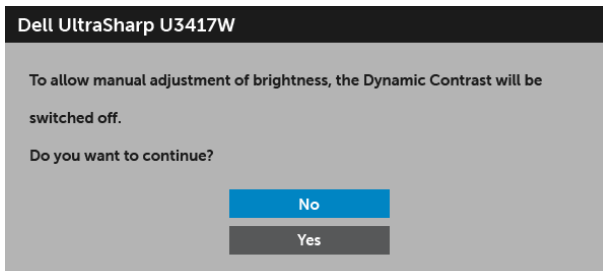 Dell UltraSharp U3417W
To allow manual adjustment of brightness, the Dynamic Contrast will be
switched off.
Do you want to continue?
No
Yes